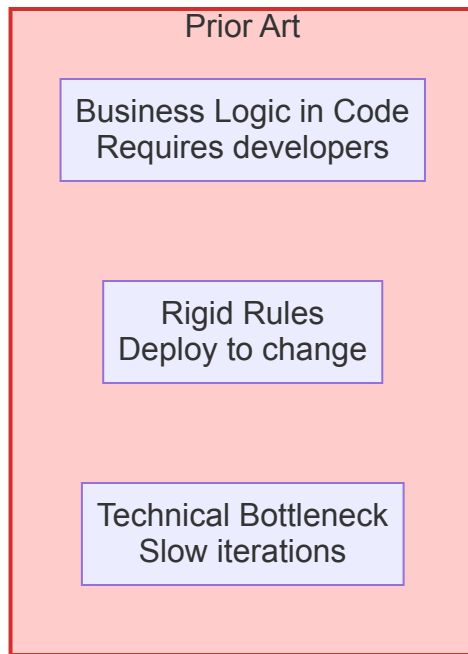 Prior Art
Business Logic in Code
Requires developers
Rigid Rules
Deploy to change
Technical Bottleneck
Slow iterations